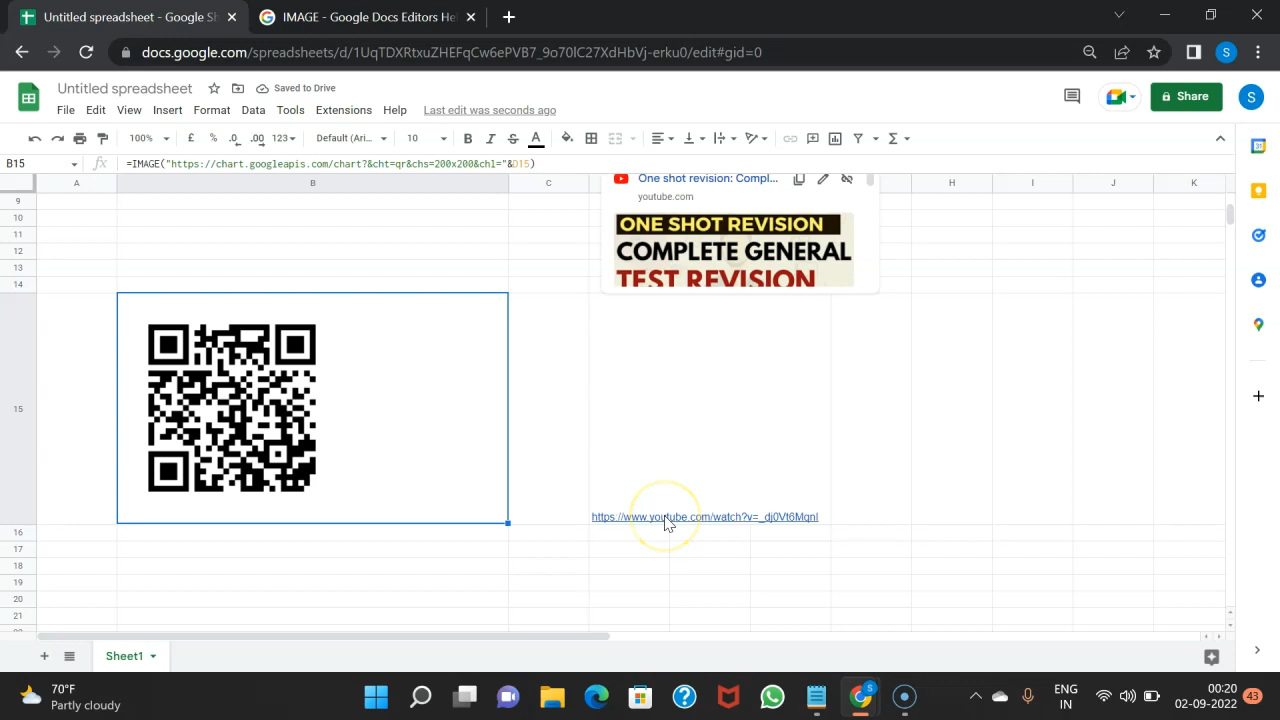 Untitled spreadsheet - Google Sh
IMAGE - Google Docs Editors Hel
docs.google.com/spreadsheets/d/1UqTDXRtxuZHEFqCw6ePVB7_9o70lC27XdHbVj-erku0/edit#gid=0
S
Untitled spreadsheet
Saved to Drive
File Edit View Insert Format Data Tools Extensions Help Last edit was seconds ago
Share
S
100% £ % .0 .00 123 Default (Ari... 10 B I S A Σ
B15 fx =IMAGE("https://chart.googleapis.com/chart?&cht=qr&chs=200x200&chl="&D15)
A B C H I J K
One shot revision: Compl...
youtube.com
ONE SHOT REVISION
COMPLETE GENERAL
TEST REVISION
9
10
11
12
13
14
15
https://www.youtube.com/watch?v=_dj0Vt6MqnI
16
17
18
19
20
21
Sheet1
70°F
Partly cloudy
S
ENG
IN
00:20
02-09-2022
43